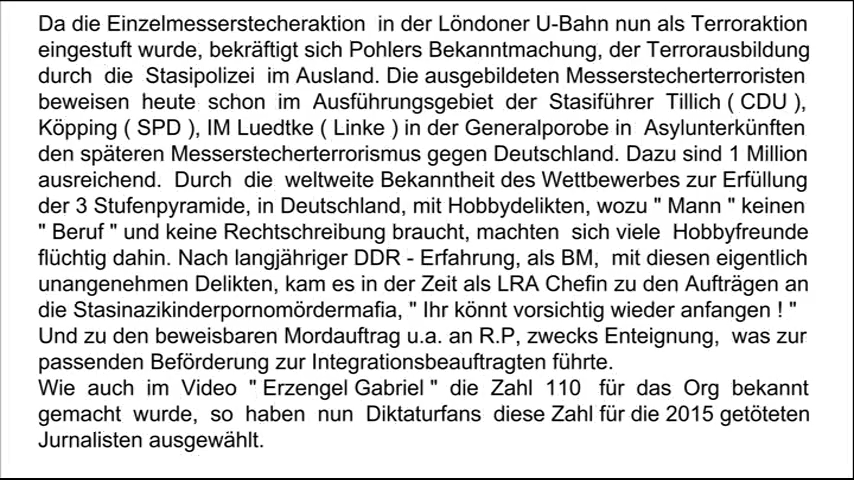 Da die Einzelmesserstecheraktion in der Löndoner U-Bahn nun als Terroraktion
eingestuft wurde, bekräftigt sich Pohlers Bekanntmachung, der Terrorausbildung
durch die Stasipolizei im Ausland. Die ausgebildeten Messerstecherterroristen
beweisen heute schon im Ausführungsgebiet der Stasiführer Tillich ( CDU ),
Köpping ( SPD ), IM Luedtke ( Linke ) in der Generalporobe in Asylunterkünften
den späteren Messerstecherterrorismus gegen Deutschland. Dazu sind 1 Million
ausreichend. Durch die weltweite Bekanntheit des Wettbewerbes zur Erfüllung
der 3 Stufenpyramide, in Deutschland, mit Hobbydelikten, wozu " Mann " keinen
" Beruf " und keine Rechtschreibung braucht, machten sich viele Hobbyfreunde
flüchtig dahin. Nach langjähriger DDR - Erfahrung, als BM, mit diesen eigentlich
unangenehmen Delikten, kam es in der Zeit als LRA Chefin zu den Aufträgen an
die Stasinazikinderpornomördermafia, " Ihr könnt vorsichtig wieder anfangen ! "
Und zu den beweisbaren Mordauftrag u.a. an R.P, zwecks Enteignung, was zur
passenden Beförderung zur Integrationsbeauftragten führte.
Wie auch im Video " Erzengel Gabriel " die Zahl 110 für das Org bekannt
gemacht wurde, so haben nun Diktaturfans diese Zahl für die 2015 getöteten
Jurnalisten ausgewählt.